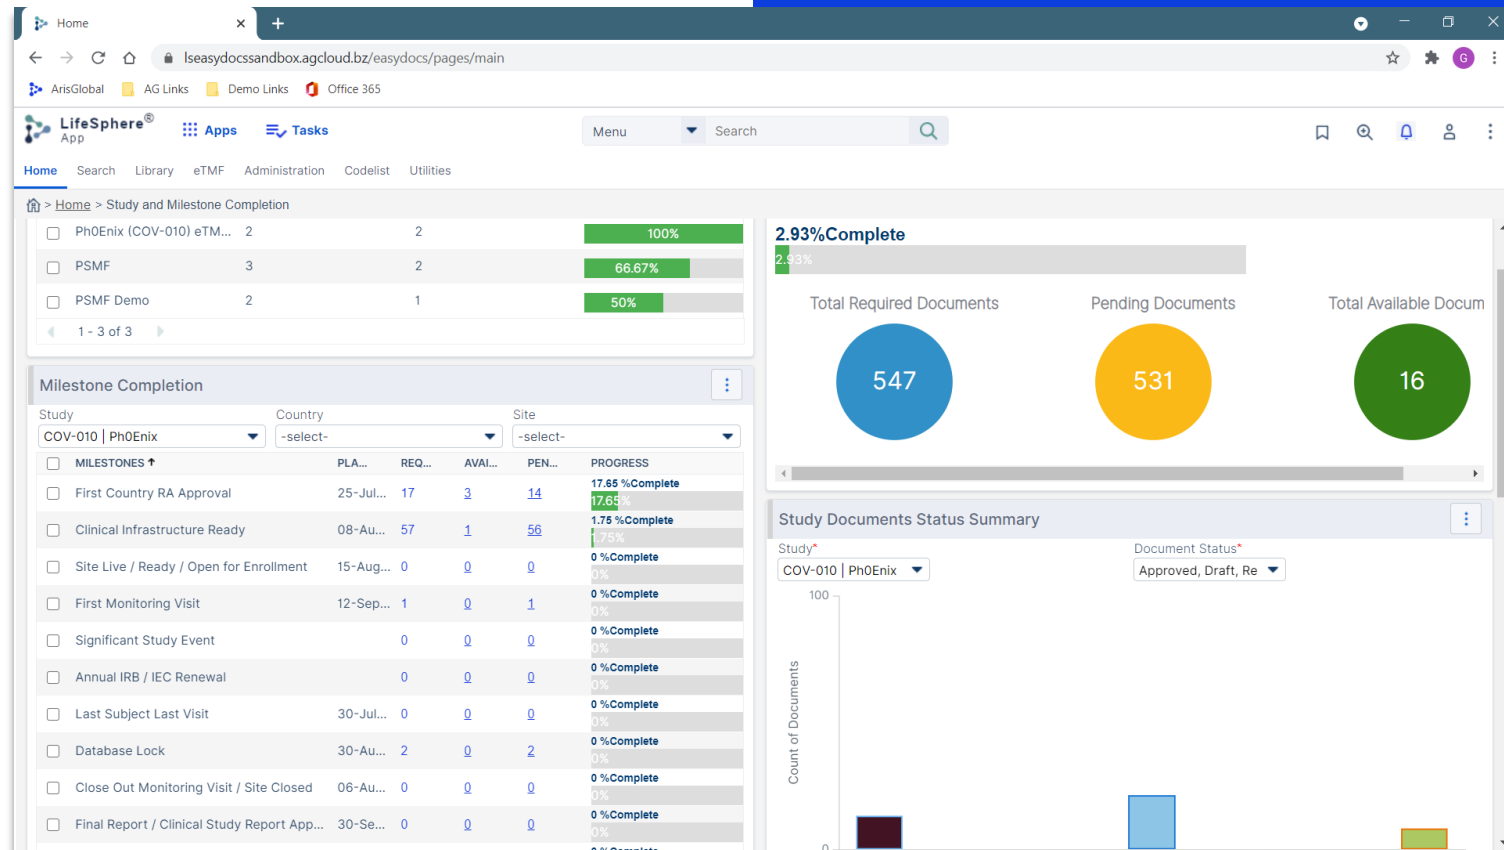 Home
lseasydocssandbox.agcloud.bz/easydocs/pages/main
G
ArisGlobal AG Links Demo Links Office 365
LifeSphere®
App
Apps Tasks
Menu Search
Home Search Library eTMF Administration Codelist Utilities
> Home > Study and Milestone Completion
Ph0Enix (COV-010) eTM... 2 2 100%
PSMF 3 2 66.67%
PSMF Demo 2 1 50%
1 - 3 of 3
Milestone Completion
Study Country Site
COV-010 | Ph0Enix -select- -select-
MILESTONES PLA... REQ... AVAI... PEN... PROGRESS
First Country RA Approval 25-Jul... 17 3 14 17.65 %Complete
17.65%
Clinical Infrastructure Ready 08-Au... 57 1 56 1.75 %Complete
1.75%
Site Live / Ready / Open for Enrollment 15-Aug... 0 0 0 0 %Complete
0%
First Monitoring Visit 12-Sep... 1 0 1 0 %Complete
0%
Significant Study Event 0 0 0 0 %Complete
0%
Annual IRB / IEC Renewal 0 0 0 0 %Complete
0%
Last Subject Last Visit 30-Jul... 0 0 0 0 %Complete
0%
Database Lock 30-Au... 2 0 2 0 %Complete
0%
Close Out Monitoring Visit / Site Closed 06-Au... 0 0 0 0 %Complete
0%
Final Report / Clinical Study Report App... 30-Se... 0 0 0 0 %Complete
0%
2.93%Complete
2.93%
Total Required Documents Pending Documents Total Available Docum
547 531 16
Study Documents Status Summary
Study* Document Status*
COV-010 | Ph0Enix Approved, Draft, Re
100
Count of Documents
0